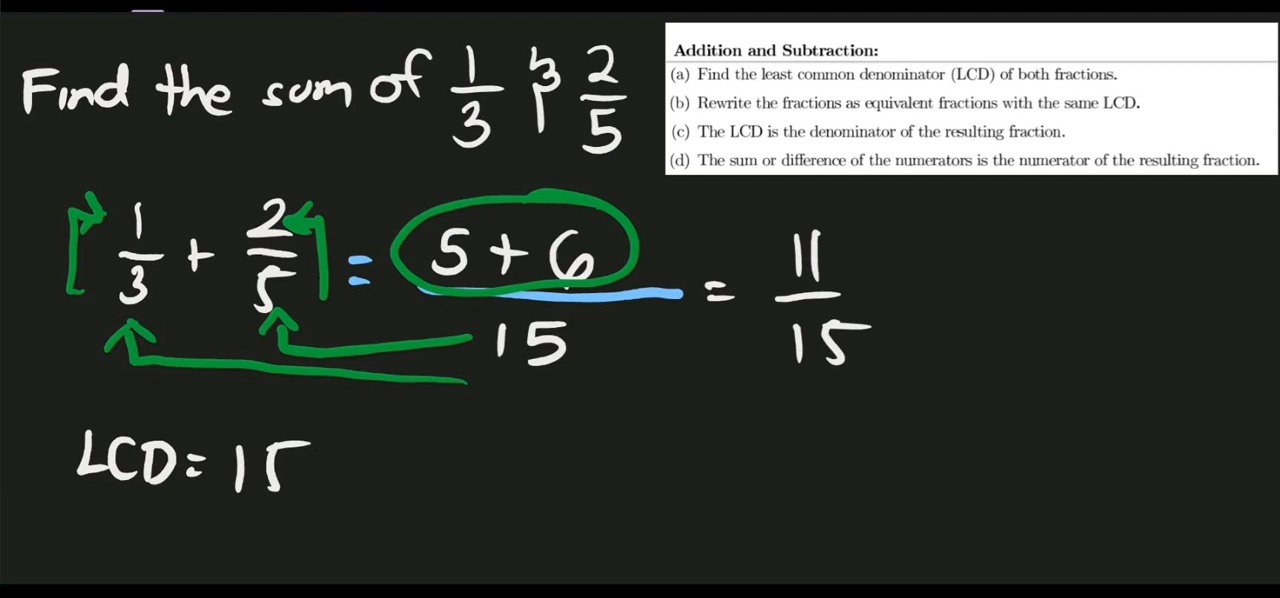 Find the sum of 1/3 & 2/5
Addition and Subtraction:
(a) Find the least common denominator (LCD) of both fractions.
(b) Rewrite the fractions as equivalent fractions with the same LCD.
(c) The LCD is the denominator of the resulting fraction.
(d) The sum or difference of the numerators is the numerator of the resulting fraction.
1/3 + 2/5 = (5 + 6)/15 = 11/15
LCD = 15